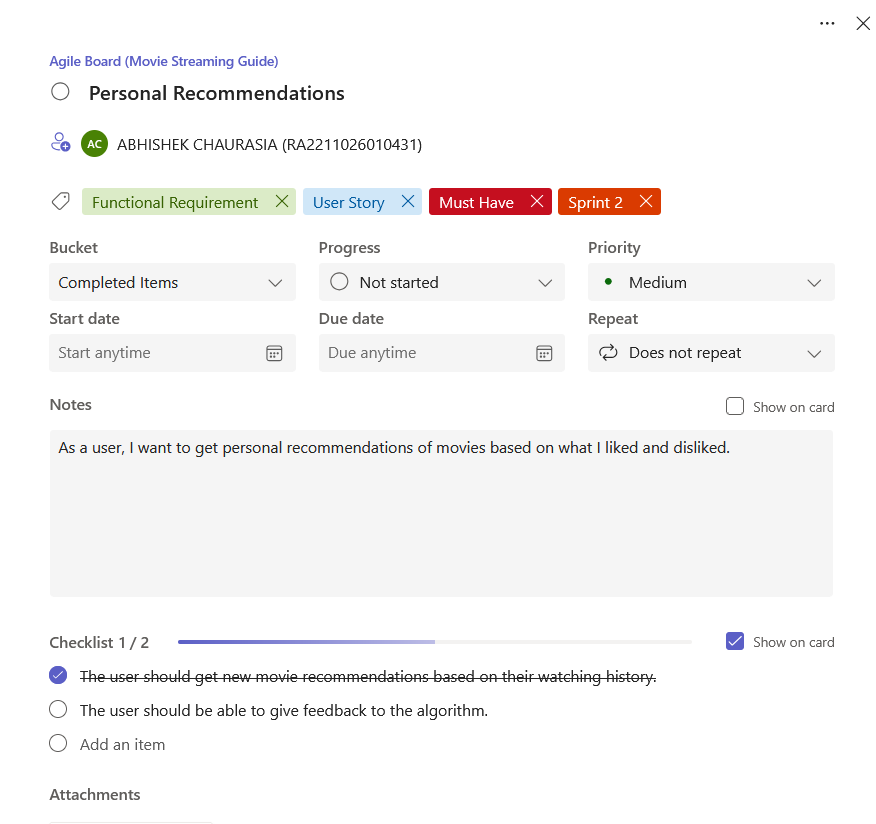 Agile Board (Movie Streaming Guide)
Personal Recommendations
AC ABHISHEK CHAURASIA (RA2211026010431)
Functional Requirement User Story Must Have Sprint 2
Bucket Progress Priority
Completed Items Not started Medium
Start date Due date Repeat
Start anytime Due anytime Does not repeat
Notes Show on card
As a user, I want to get personal recommendations of movies based on what I liked and disliked.
Checklist 1 / 2 Show on card
The user should get new movie recommendations based on their watching history.
The user should be able to give feedback to the algorithm.
Add an item
Attachments